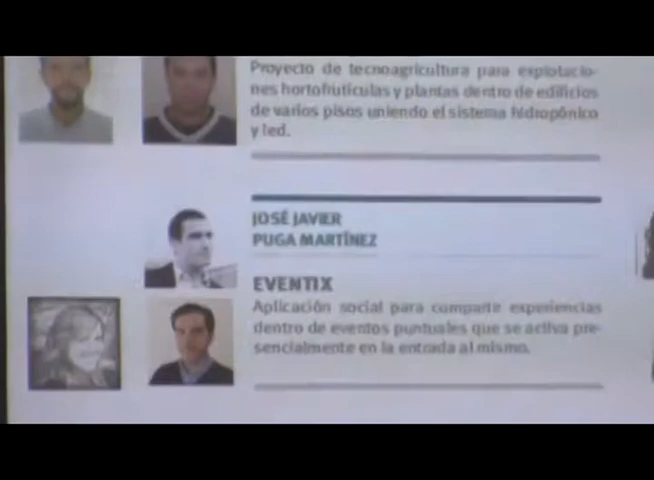 Proyecto de tecnoagricultura para explotacio-
nes hortofrutículas y plantas dentro de edificios
de varios pisos uniendo el sistema hidropónico
y led.
JOSÉ JAVIER
PUGA MARTÍNEZ
EVENTIX
Aplicación social para compartir experiencias
dentro de eventos puntuales que se activa pre-
sencialmente en la entrada al mismo.